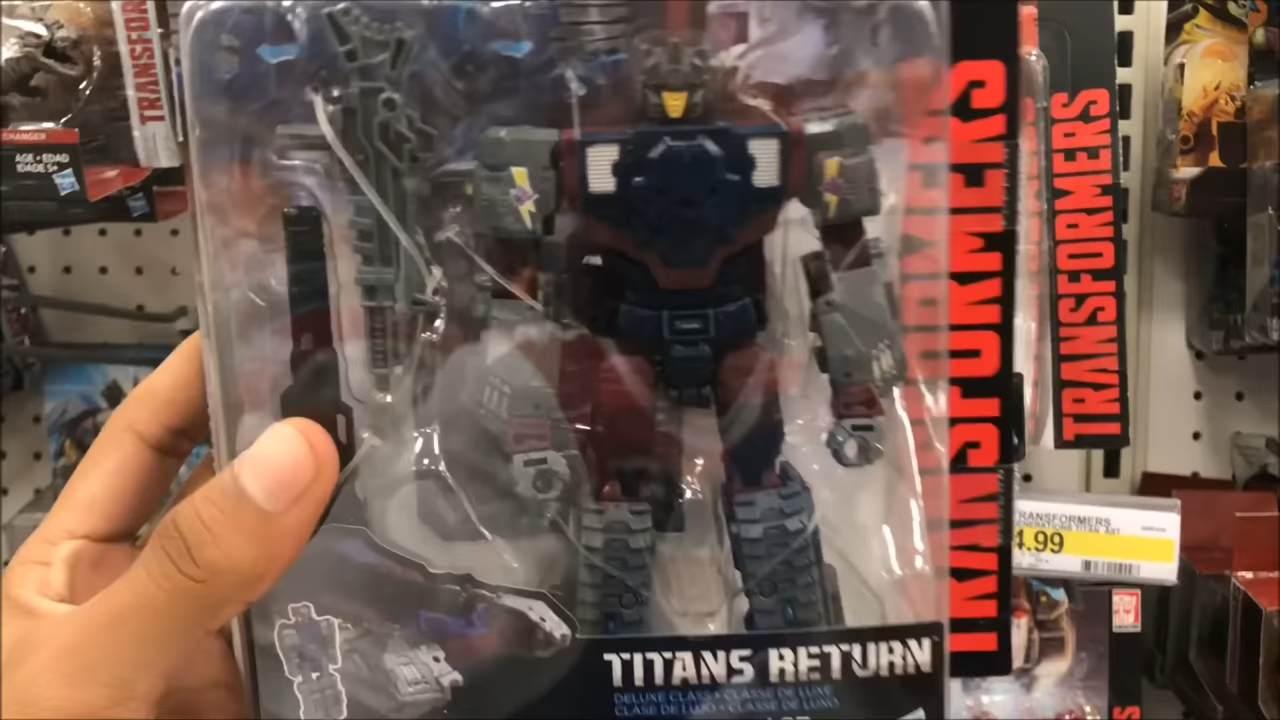 TRANSFOR
CHANGER
AGE • EDAD
IDADE 5+
TRANSFORMERS
TRANSFORMERS
TRANSFORMERS
4.99
TITANS RETURN
DELUXE CLASS • CLASSE DE LUXE
CLASE DE LUJO • CLASSE DE LUXO